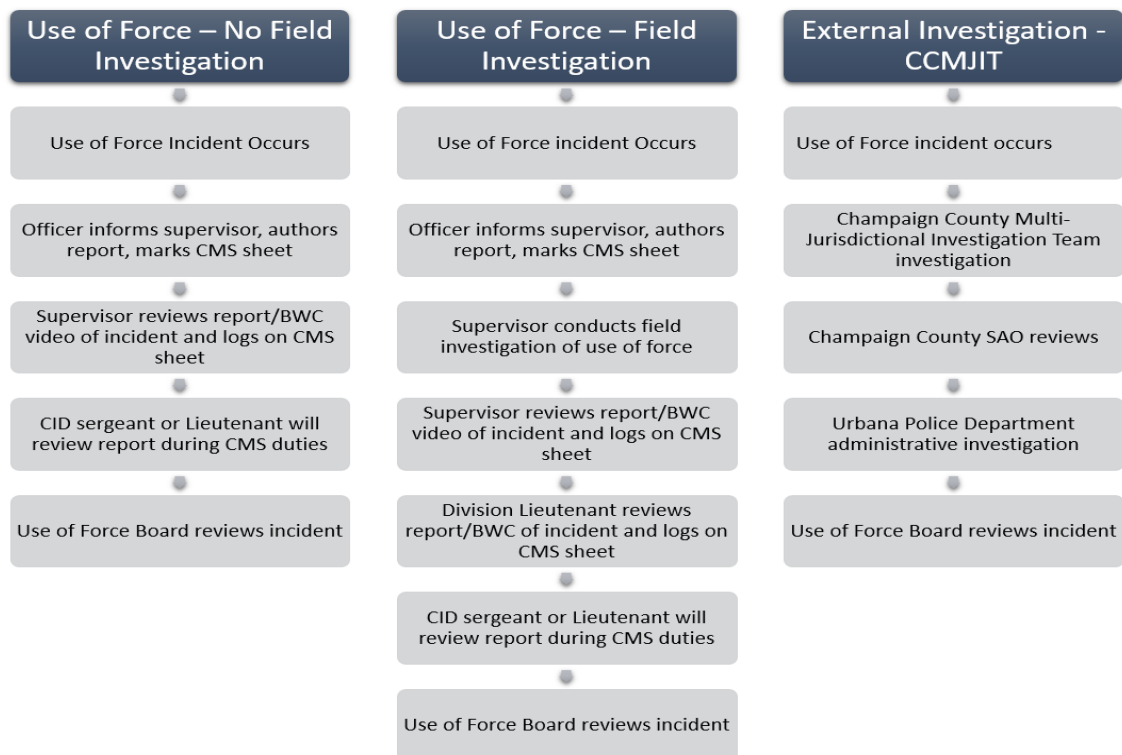 Use of Force – No Field
Investigation
Use of Force Incident Occurs
Officer informs supervisor, authors
report, marks CMS sheet
Supervisor reviews report/BWC
video of incident and logs on CMS
sheet
CID sergeant or Lieutenant will
review report during CMS duties
Use of Force Board reviews incident
Use of Force – Field
Investigation
Use of Force incident Occurs
Officer informs supervisor, authors
report, marks CMS sheet
Supervisor conducts field
investigation of use of force
Supervisor reviews report/BWC
video of incident and logs on CMS
sheet
Division Lieutenant reviews
report/BWC of incident and logs on
CMS sheet
CID sergeant or Lieutenant will
review report during CMS duties
Use of Force Board reviews incident
External Investigation -
CCMJIT
Use of Force incident occurs
Champaign County Multi-
Jurisdictional Investigation Team
investigation
Champaign County SAO reviews
Urbana Police Department
administrative investigation
Use of Force Board reviews incident